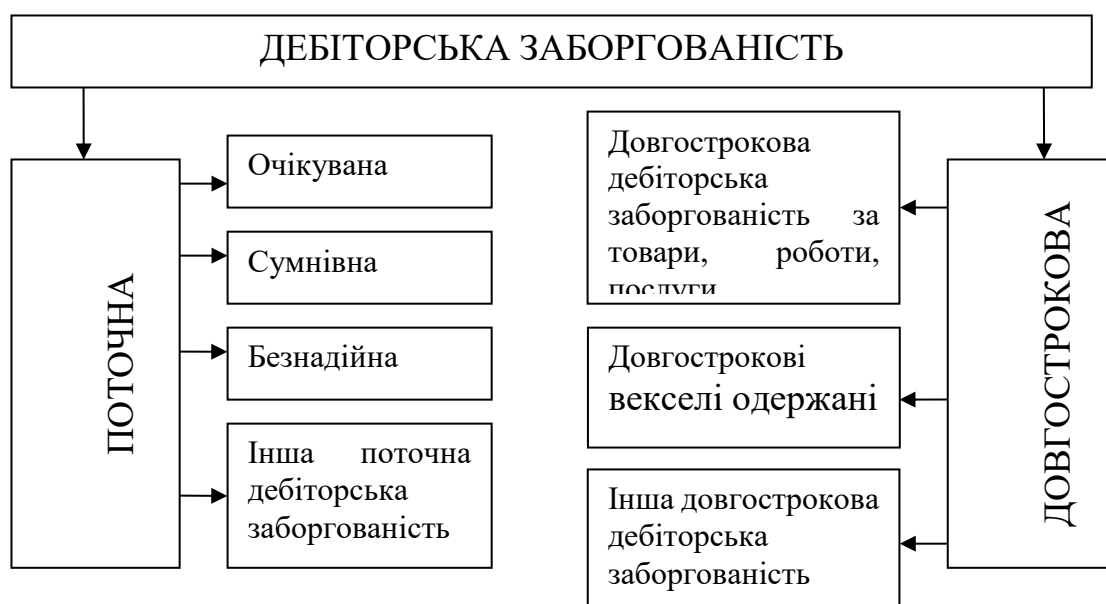 ДЕБІТОРСЬКА ЗАБОРГОВАНІСТЬ
ПОТОЧНА
Очікувана
Сумнівна
Безнадійна
Інша поточна
дебіторська
заборгованість
Довгострокова
дебіторська
заборгованість за
товари, роботи,
послуги
Довгострокові
векселі одержані
Інша довгострокова
дебіторська
заборгованість
ДОВГОСТРОКОВА